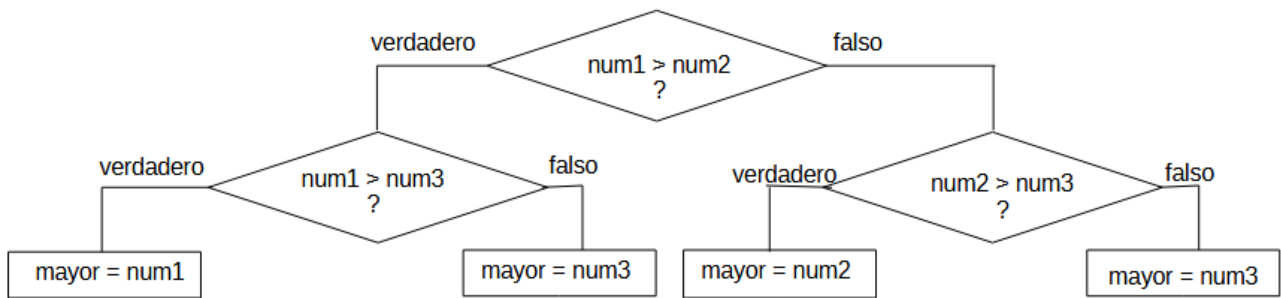 verdadero
falso
num1 > num2
?
verdadero
falso
num1 > num3
?
verdadero
falso
num2 > num3
?
mayor = num1
mayor = num3
mayor = num2
mayor = num3